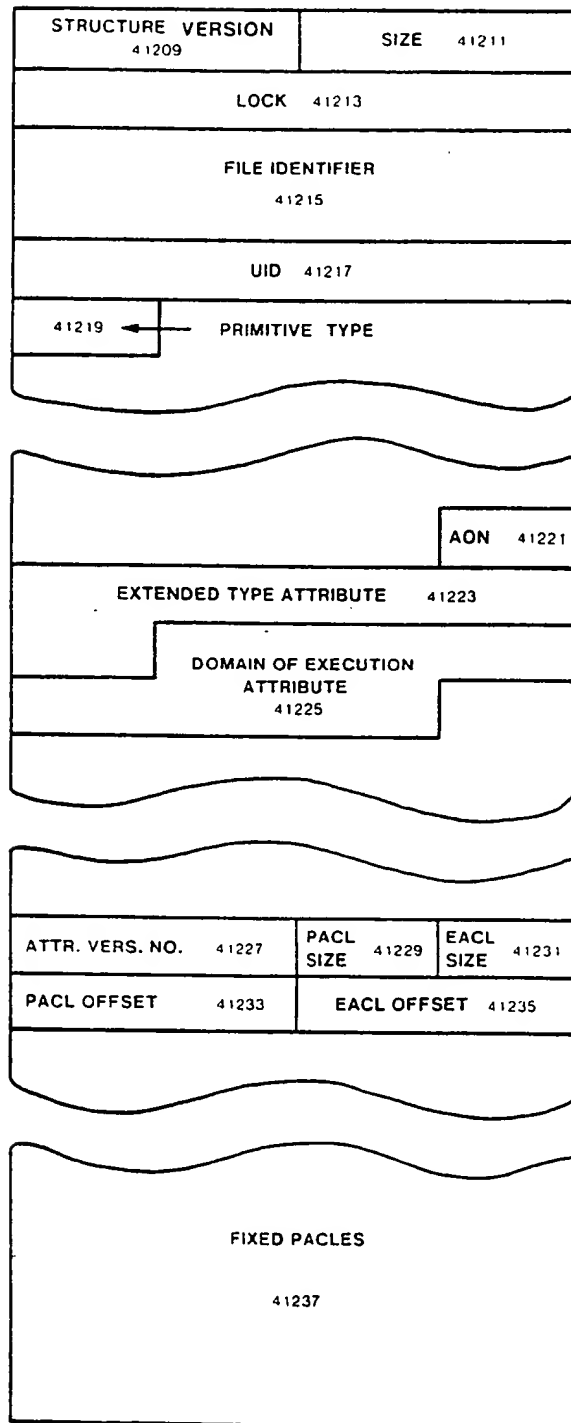 STRUCTURE VERSION
41209
SIZE 41211
LOCK 41213
FILE IDENTIFIER
41215
UID 41217
41219 PRIMITIVE TYPE
AON 41221
EXTENDED TYPE ATTRIBUTE 41223
DOMAIN OF EXECUTION
ATTRIBUTE
41225
ATTR. VERS. NO. 41227
PACL
SIZE 41229
EACL
SIZE 41231
PACL OFFSET 41233
EACL OFFSET 41235
FIXED PACLES
41237